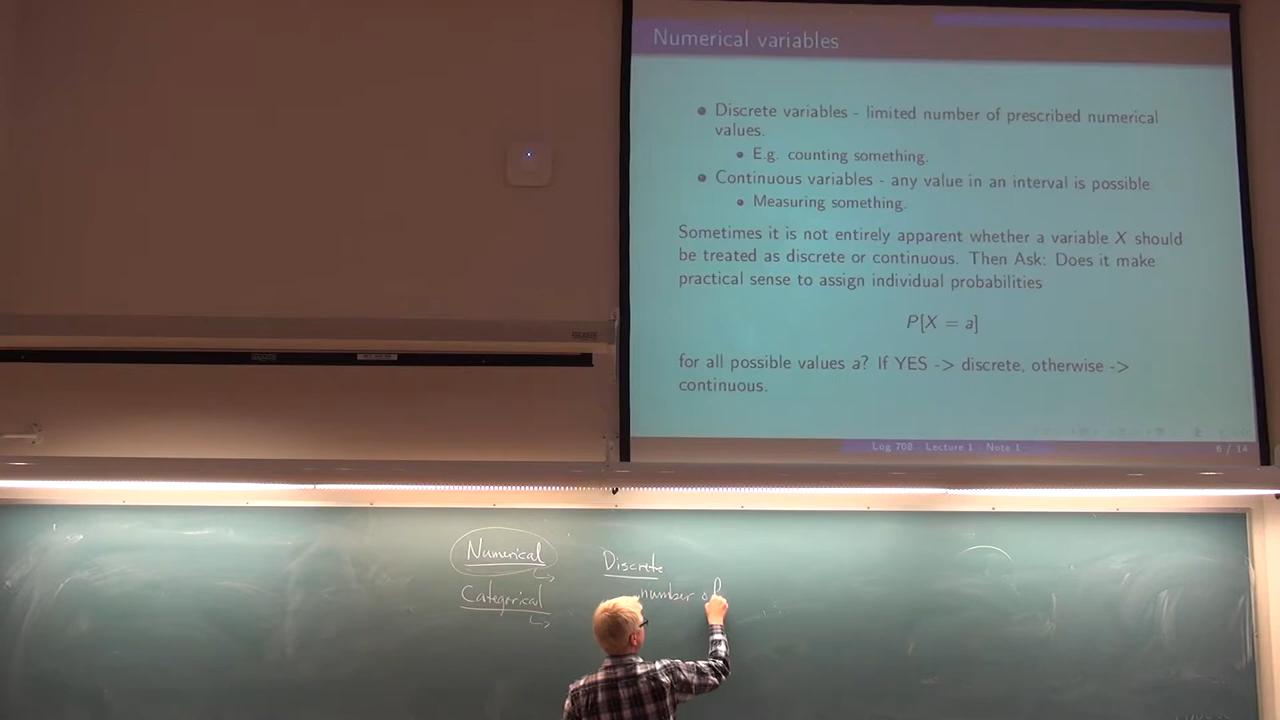 Numerical variables
Discrete variables - limited number of prescribed numerical
values.
E.g. counting something.
Continuous variables - any value in an interval is possible.
Measuring something.
Sometimes it is not entirely apparent whether a variable X should
be treated as discrete or continuous. Then Ask: Does it make
practical sense to assign individual probabilities
P[X = a]
for all possible values a? If YES -> discrete, otherwise ->
continuous.
Log 708 - Lecture 1 - Note 1
6 / 14
Numerical
Categorical
Discrete
number of